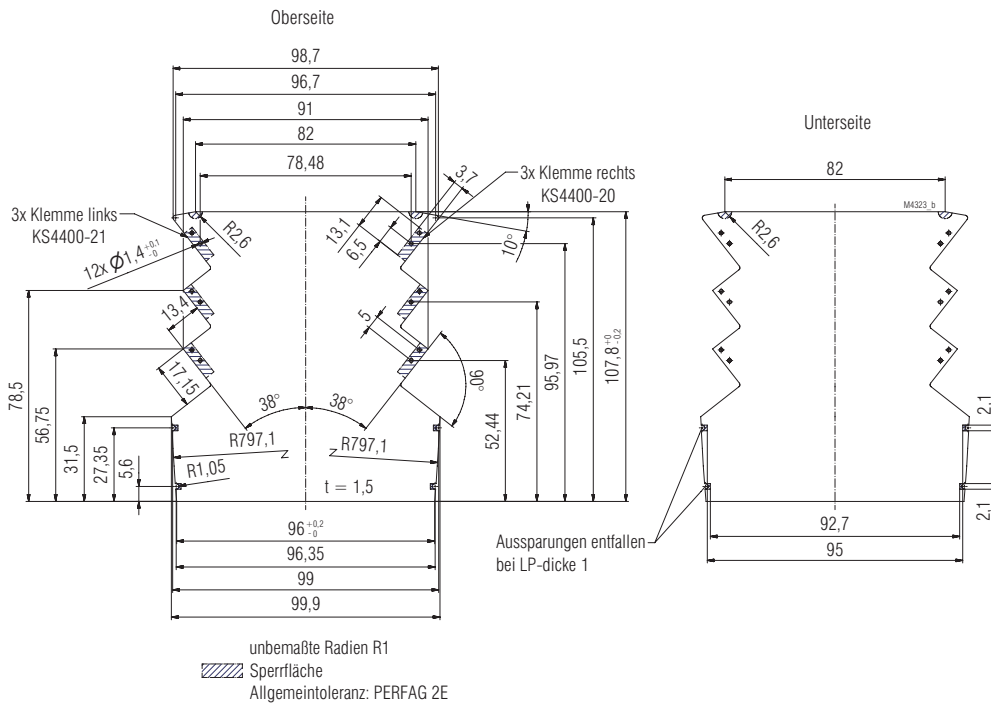 Oberseite
98,7
96,7
91
82
78,48
3,7
3x Klemme rechts
KS4400-20
3x Klemme links
KS4400-21
R2,6
13,1
6,5
10°
12x Ø1,4 +0,1 -0
13,4
5
17,15
90°
38°
38°
R797,1
R797,1
R1,05
t = 1,5
78,5
56,75
31,5
27,35
5,6
52,44
74,21
95,97
105,5
107,8 +0 -0,2
96 +0,2 -0
96,35
99
99,9
Unterseite
82
M4323_b
R2,6
2,1
2,1
92,7
95
Aussparungen entfallen
bei LP-dicke 1
unbemaßte Radien R1
Sperrfläche
Allgemeintoleranz: PERFAG 2E